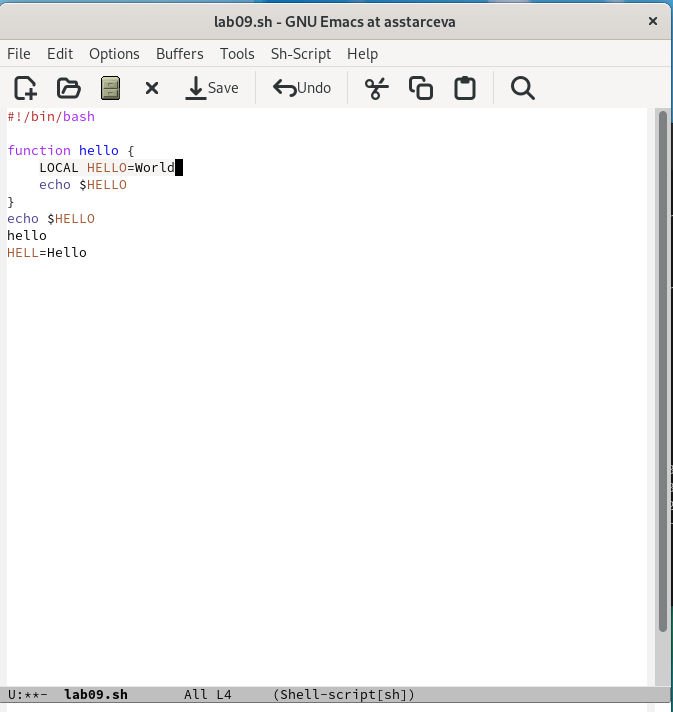 lab09.sh - GNU Emacs at asstarceva
File Edit Options Buffers Tools Sh-Script Help
Save Undo
#!/bin/bash
function hello {
    LOCAL HELLO=World
    echo $HELLO
}
echo $HELLO
hello
HELL=Hello
U:**-  lab09.sh       All L4     (Shell-script[sh])